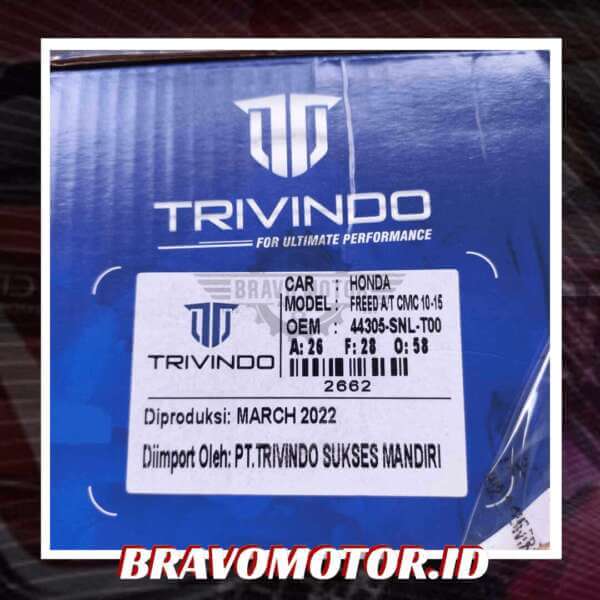 TRIVINDO
FOR ULTIMATE PERFORMANCE
BRAVOMOTOR
CAR : HONDA
MODEL : FREED A/T CMC 10-15
OEM : 44305-SNL-T00
A: 26 F: 28 O: 58
2662
TRIVINDO
Diproduksi: MARCH 2022
Diimport Oleh: PT.TRIVINDO SUKSES MANDIRI
BRAVOMOTOR.ID